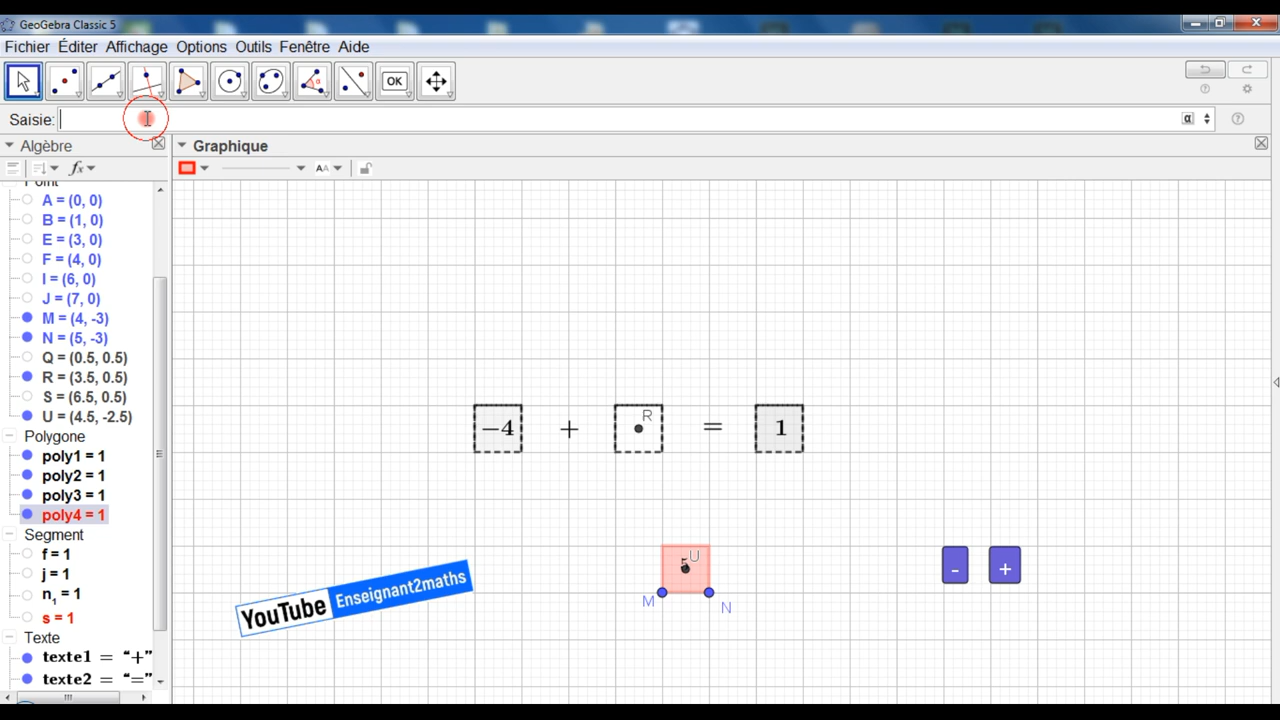 GeoGebra Classic 5
Fichier Éditer Affichage Options Outils Fenêtre Aide
OK
Saisie:
α
Algèbre
Graphique
fx
AA
Point
A = (0, 0)
B = (1, 0)
E = (3, 0)
F = (4, 0)
I = (6, 0)
J = (7, 0)
M = (4, -3)
N = (5, -3)
Q = (0.5, 0.5)
R = (3.5, 0.5)
S = (6.5, 0.5)
U = (4.5, -2.5)
Polygone
poly1 = 1
poly2 = 1
poly3 = 1
poly4 = 1
Segment
f = 1
j = 1
n₁ = 1
s = 1
Texte
texte1 = “+”
texte2 = “=”
−4 + R = 1
5 U
M N
- +
YouTube Enseignant2maths